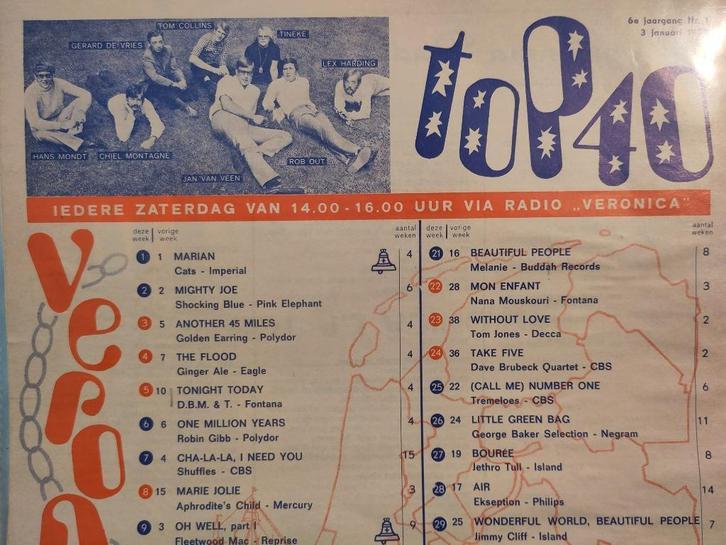 TOM COLLINS
GERARD DE VRIES
TINEKE
LEX HARDING
HANS MONDT
CHIEL MONTAGNE
JAN VAN VEEN
ROB OUT
top 40
6e jaargang Nr. 1
3 januari
IEDERE ZATERDAG VAN 14.00 - 16.00 UUR VIA RADIO „VERONICA"
Verona
deze week | vorige week
aantal weken
1 1 MARIAN 4
Cats - Imperial
2 2 MIGHTY JOE 6
Shocking Blue - Pink Elephant
3 5 ANOTHER 45 MILES 4
Golden Earring - Polydor
4 7 THE FLOOD 4
Ginger Ale - Eagle
5 10 TONIGHT TODAY 4
D.B.M. & T. - Fontana
6 6 ONE MILLION YEARS 4
Robin Gibb - Polydor
7 4 CHA-LA-LA, I NEED YOU 15
Shuffles - CBS
8 15 MARIE JOLIE 3
Aphrodite's Child - Mercury
9 3 OH WELL, part I 9
Fleetwood Mac - Reprise
deze week | vorige week
aantal weken
21 16 BEAUTIFUL PEOPLE 8
Melanie - Buddah Records
22 28 MON ENFANT 3
Nana Mouskouri - Fontana
23 38 WITHOUT LOVE 2
Tom Jones - Decca
24 36 TAKE FIVE 2
Dave Brubeck Quartet - CBS
25 22 (CALL ME) NUMBER ONE 6
Tremeloes - CBS
26 24 LITTLE GREEN BAG 11
George Baker Selection - Negram
27 19 BOURÉE 8
Jethro Tull - Island
28 17 AIR 14
Ekseption - Philips
29 25 WONDERFUL WORLD, BEAUTIFUL PEOPLE 7
Jimmy Cliff - Island